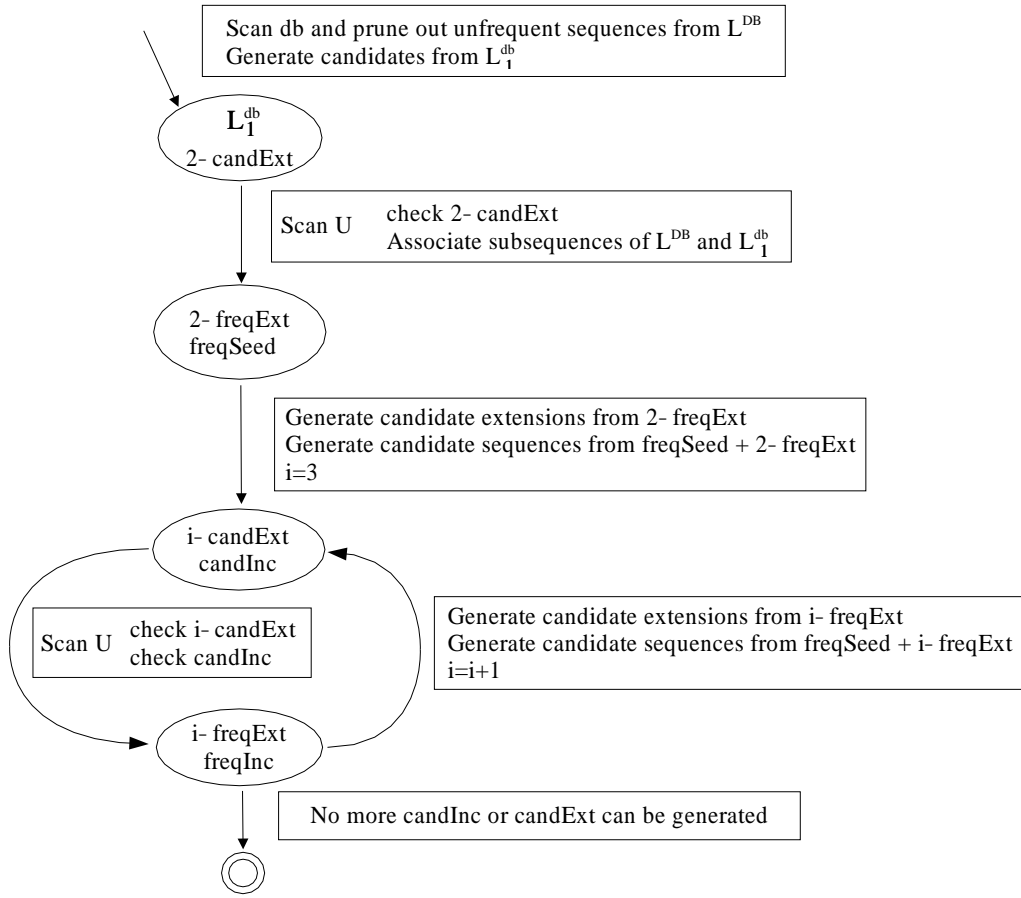 Scan db and prune out unfrequent sequences from L^DB
Generate candidates from L_1^db
L_1^db
2- candExt
Scan U check 2- candExt
Associate subsequences of L^DB and L_1^db
2- freqExt
freqSeed
Generate candidate extensions from 2- freqExt
Generate candidate sequences from freqSeed + 2- freqExt
i=3
i- candExt
candInc
Scan U check i- candExt
check candInc
Generate candidate extensions from i- freqExt
Generate candidate sequences from freqSeed + i- freqExt
i=i+1
i- freqExt
freqInc
No more candInc or candExt can be generated